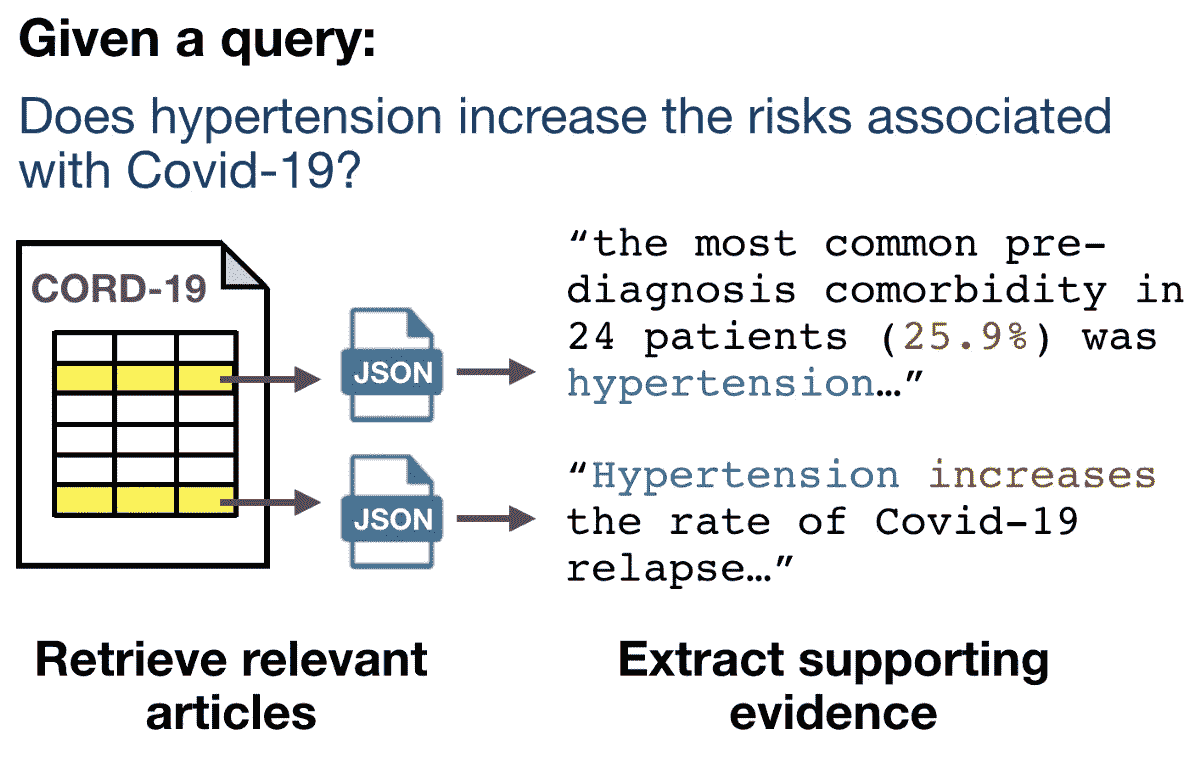 Given a query:
Does hypertension increase the risks associated
with Covid-19?
CORD-19
JSON
“the most common pre-
diagnosis comorbidity in
24 patients (25.9%) was
hypertension…”
JSON
“Hypertension increases
the rate of Covid-19
relapse…”
Retrieve relevant
articles
Extract supporting
evidence